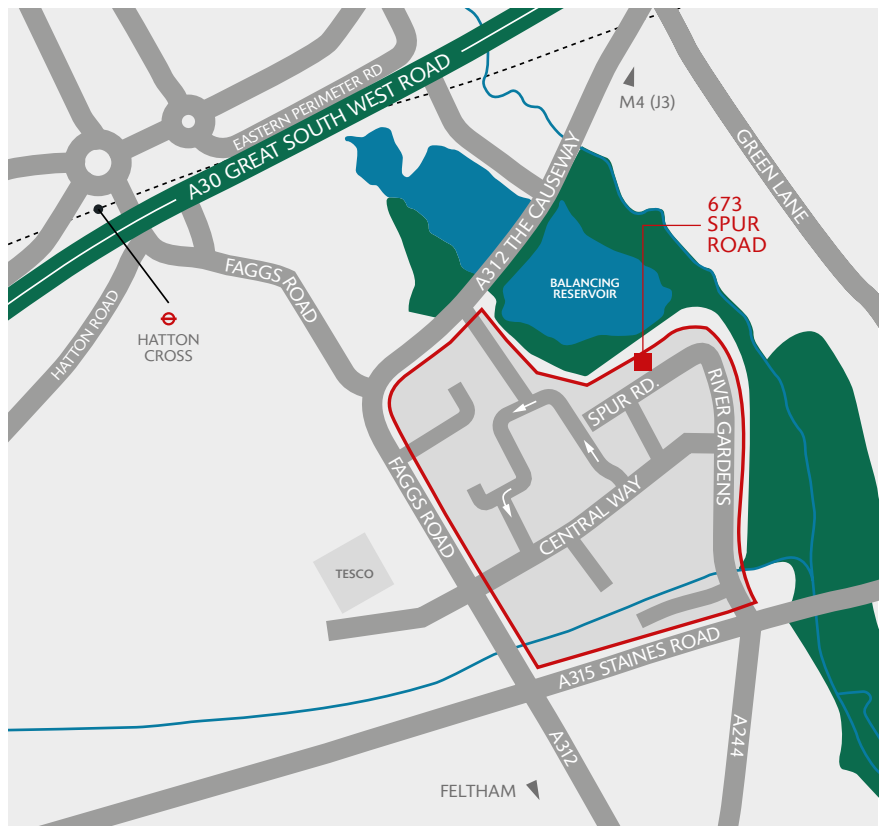 EASTERN PERIMETER RD
A30 GREAT SOUTH WEST ROAD
M4 (J3)
GREEN LANE
A312 THE CAUSEWAY
673
SPUR
ROAD
FAGGS ROAD
BALANCING
RESERVOIR
HATTON ROAD
HATTON
CROSS
SPUR RD.
RIVER GARDENS
FAGGS ROAD
CENTRAL WAY
TESCO
A315 STAINES ROAD
A312
A244
FELTHAM